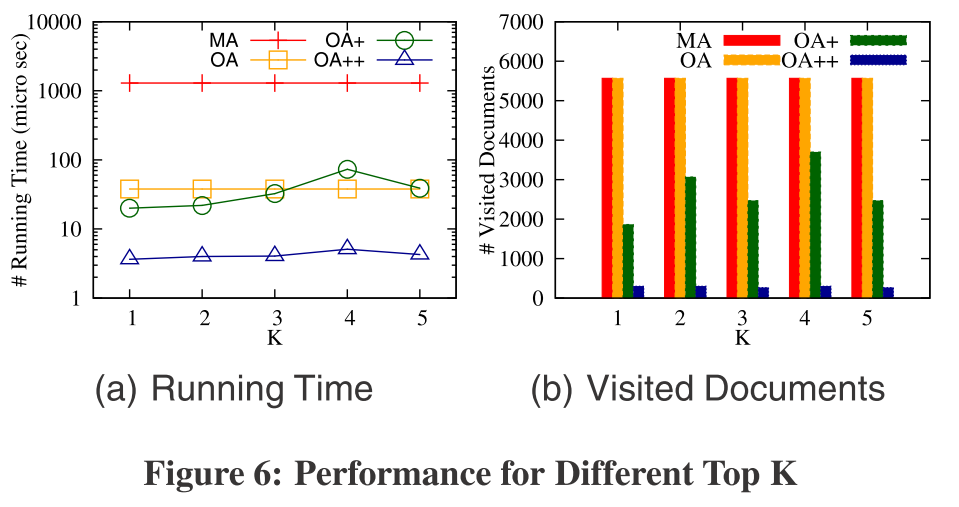 # Running Time (micro sec)
10000
1000
100
10
1
MA
OA+
OA
OA++
1 2 3 4 5
K
(a) Running Time
# Visited Documents
7000
6000
5000
4000
3000
2000
1000
0
MA
OA+
OA
OA++
1 2 3 4 5
K
(b) Visited Documents
Figure 6: Performance for Different Top K